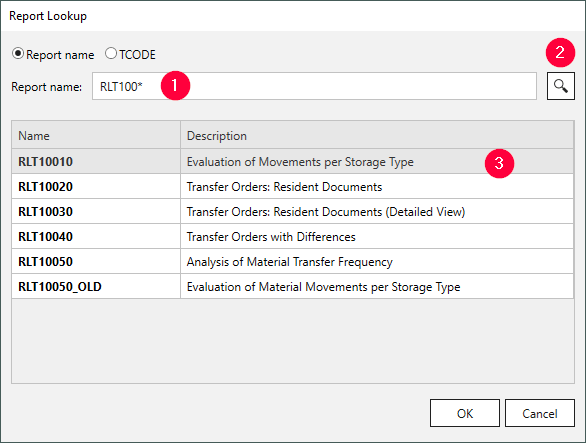 Report Lookup
Report name TCODE
2
Report name: RLT100* 1
Name Description
RLT10010 Evaluation of Movements per Storage Type 3
RLT10020 Transfer Orders: Resident Documents
RLT10030 Transfer Orders: Resident Documents (Detailed View)
RLT10040 Transfer Orders with Differences
RLT10050 Analysis of Material Transfer Frequency
RLT10050_OLD Evaluation of Material Movements per Storage Type
OK Cancel